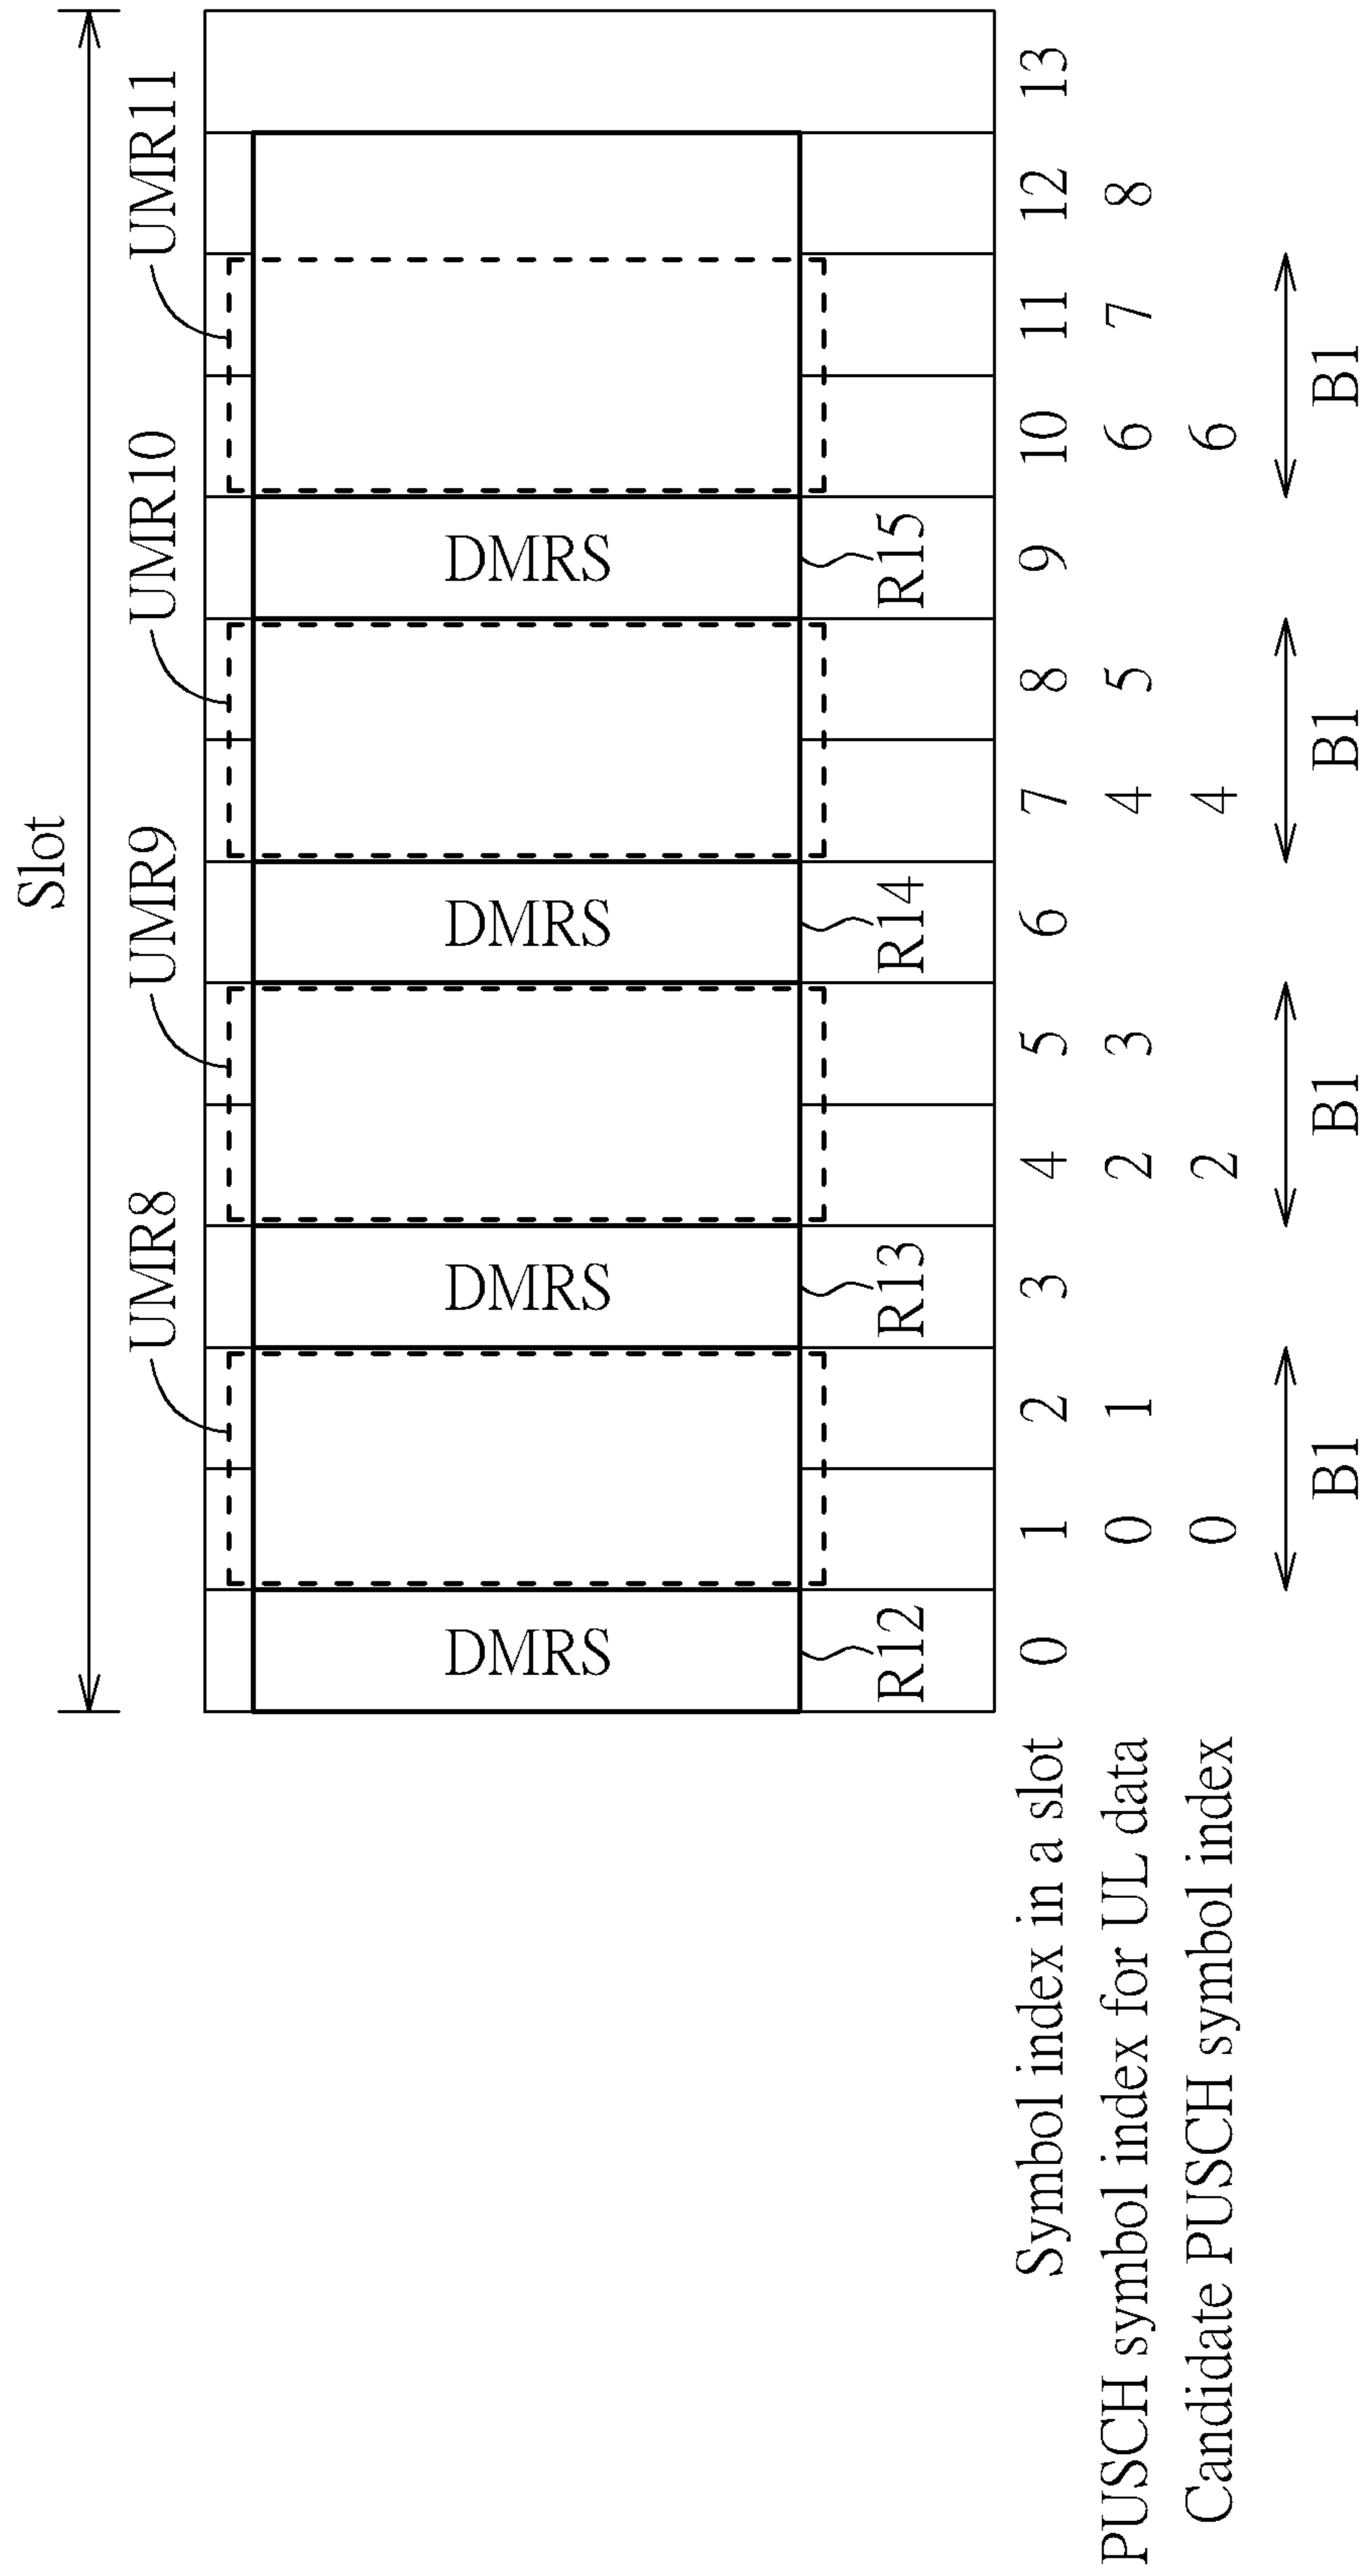 Slot
UMR8 UMR9 UMR10 UMR11
DMRS DMRS DMRS DMRS
R12 R13 R14 R15
Symbol index in a slot 0 1 2 3 4 5 6 7 8 9 10 11 12 13
PUSCH symbol index for UL data 0 1 2 3 4 5 6 7 8
Candidate PUSCH symbol index 0 2 4 6
B1 B1 B1 B1